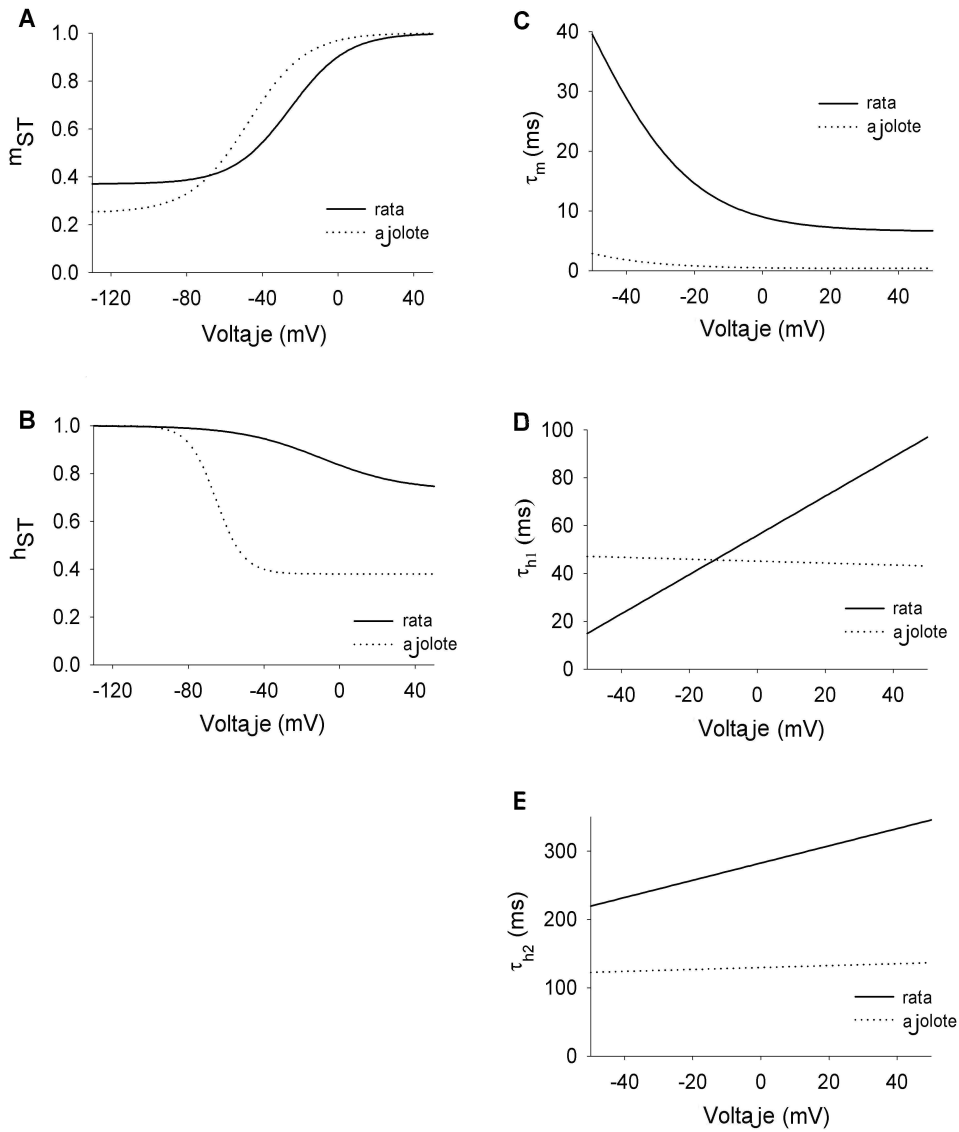 A
1.0
0.8
0.6
0.4
0.2
0.0
mST
-120 -80 -40 0 40
Voltaje (mV)
rata
ajolote
C
40
30
20
10
0
τm (ms)
-40 -20 0 20 40
Voltaje (mV)
rata
ajolote
B
1.0
0.8
0.6
0.4
0.2
0.0
hST
-120 -80 -40 0 40
Voltaje (mV)
rata
ajolote
D
100
80
60
40
20
0
τh1 (ms)
-40 -20 0 20 40
Voltaje (mV)
rata
ajolote
E
300
200
100
0
τh2 (ms)
-40 -20 0 20 40
Voltaje (mV)
rata
ajolote